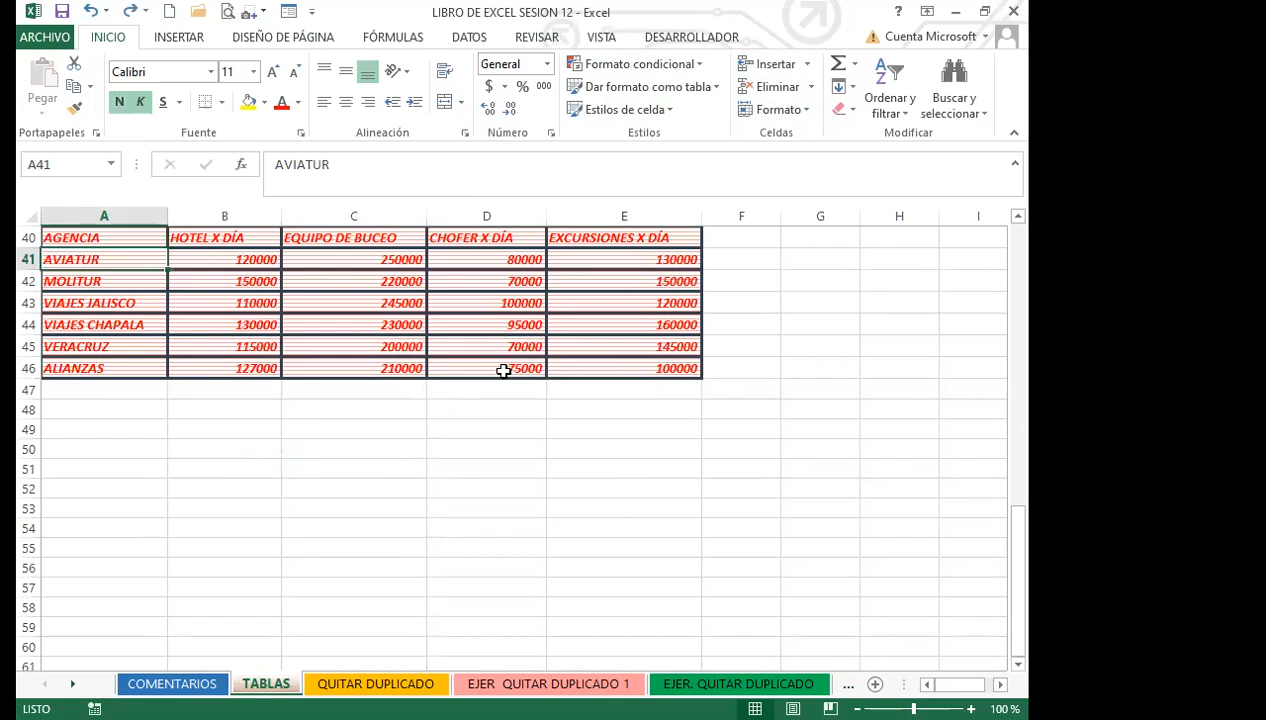 LIBRO DE EXCEL SESION 12 - Excel
?
ARCHIVO INICIO INSERTAR DISEÑO DE PÁGINA FÓRMULAS DATOS REVISAR VISTA DESARROLLADOR Cuenta Microsoft
Pegar Calibri 11 General Formato condicional Insertar
N K S $ % 000 Dar formato como tabla Eliminar Ordenar y filtrar Buscar y seleccionar
Estilos de celda Formato
Portapapeles Fuente Alineación Número Estilos Celdas Modificar
A41 fx AVIATUR
A B C D E F G H I
40 AGENCIA HOTEL X DÍA EQUIPO DE BUCEO CHOFER X DÍA EXCURSIONES X DÍA
41 AVIATUR 120000 250000 80000 130000
42 MOLITUR 150000 220000 70000 150000
43 VIAJES JALISCO 110000 245000 100000 120000
44 VIAJES CHAPALA 130000 230000 95000 160000
45 VERACRUZ 115000 200000 70000 145000
46 ALIANZAS 127000 210000 75000 100000
47
48
49
50
51
52
53
54
55
56
57
58
59
60
61
COMENTARIOS TABLAS QUITAR DUPLICADO EJER QUITAR DUPLICADO 1 EJER. QUITAR DUPLICADO ...
LISTO 100 %